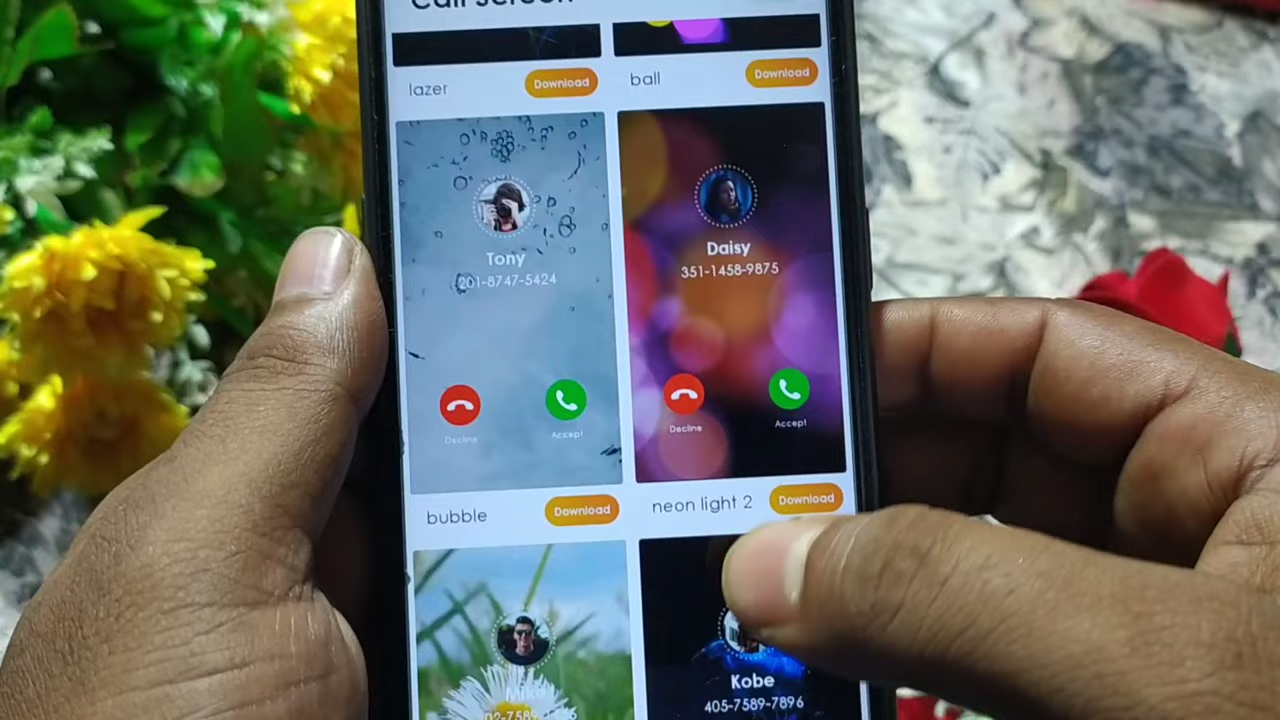 Call screen
lazer
Download
ball
Download
Tony
201-8747-5424
Decline
Accept
Daisy
351-1458-9875
Decline
Accept
bubble
Download
neon light 2
Download
Mike
Kobe
405-7589-7896